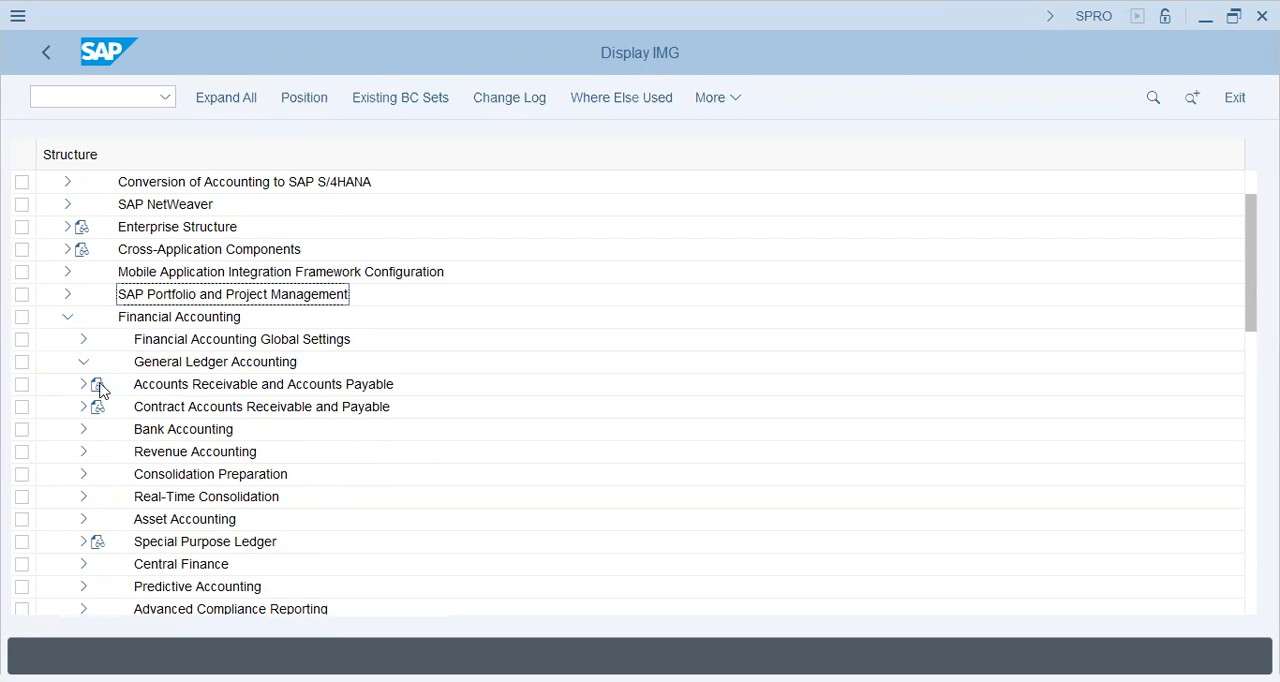 SPRO
SAP
Display IMG
Expand All
Position
Existing BC Sets
Change Log
Where Else Used
More
Exit
Structure
Conversion of Accounting to SAP S/4HANA
SAP NetWeaver
Enterprise Structure
Cross-Application Components
Mobile Application Integration Framework Configuration
SAP Portfolio and Project Management
Financial Accounting
Financial Accounting Global Settings
General Ledger Accounting
Accounts Receivable and Accounts Payable
Contract Accounts Receivable and Payable
Bank Accounting
Revenue Accounting
Consolidation Preparation
Real-Time Consolidation
Asset Accounting
Special Purpose Ledger
Central Finance
Predictive Accounting
Advanced Compliance Reporting